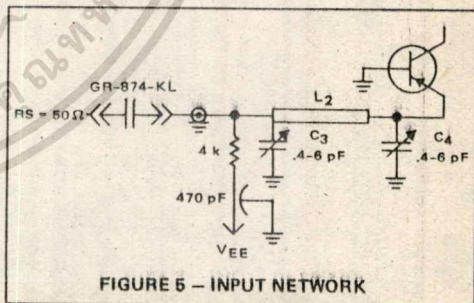 GR-874-KL
RS = 50Ω
L2
C3
.4-6 pF
C4
.4-6 pF
4 k
470 pF
VEE
FIGURE 5 – INPUT NETWORK